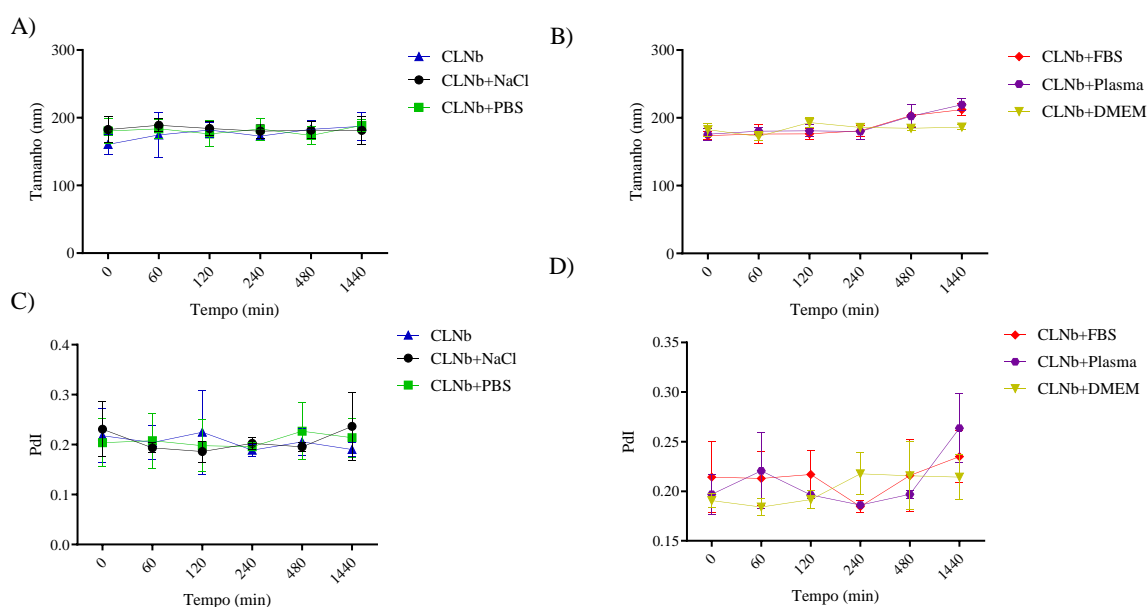 A)
300
200
100
0
Tamanho (nm)
0 60 120 240 480 1440
Tempo (min)
CLNb
CLNb+NaCl
CLNb+PBS
B)
300
200
100
0
Tamanho (nm)
0 60 120 240 480 1440
Tempo (min)
CLNb+FBS
CLNb+Plasma
CLNb+DMEM
C)
0.4
0.3
0.2
0.1
0.0
PdI
0 60 120 240 480 1440
Tempo (min)
CLNb
CLNb+NaCl
CLNb+PBS
D)
0.35
0.30
0.25
0.20
0.15
PdI
0 60 120 240 480 1440
Tempo (min)
CLNb+FBS
CLNb+Plasma
CLNb+DMEM